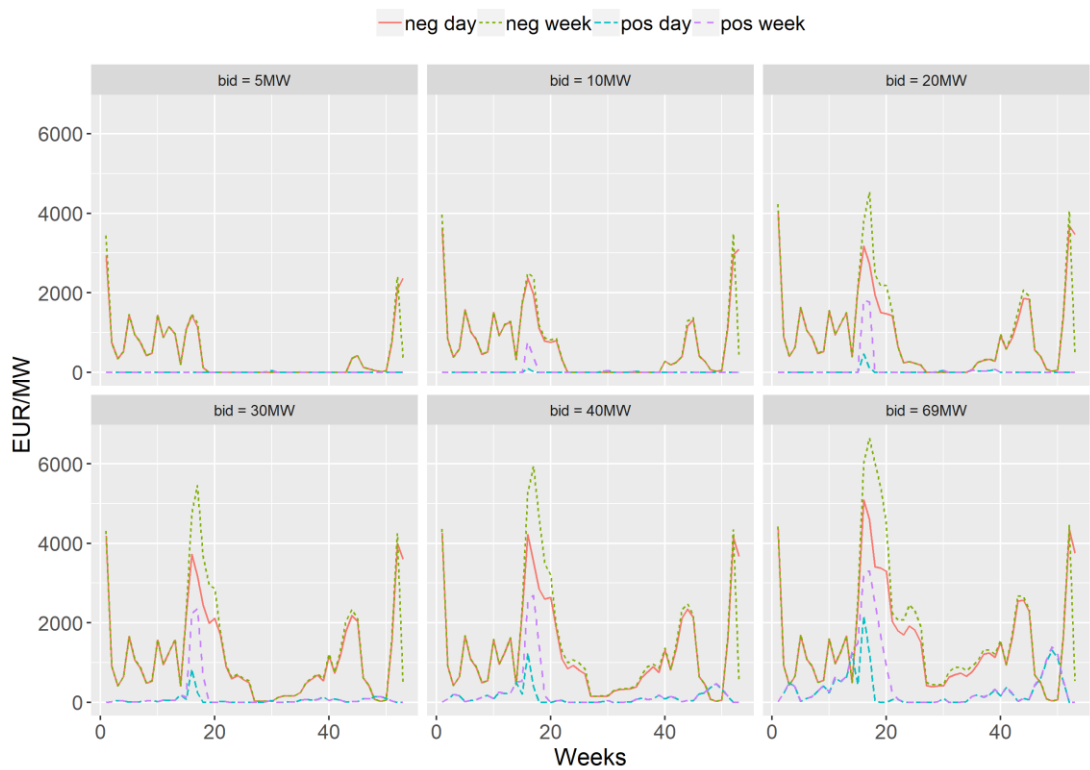 neg day neg week pos day pos week
bid = 5MW bid = 10MW bid = 20MW
6000
4000
2000
0
bid = 30MW bid = 40MW bid = 69MW
6000
4000
2000
0
EUR/MW
0 20 40 0 20 40 0 20 40
Weeks